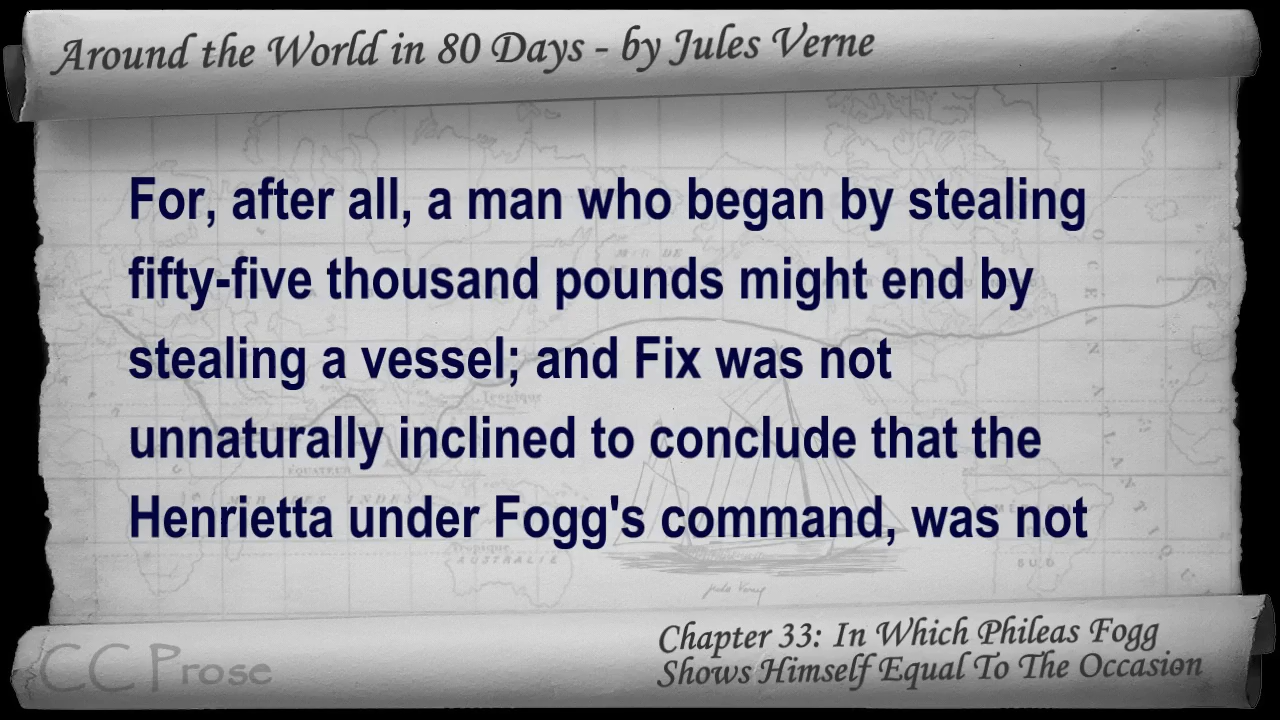 Around the World in 80 Days - by Jules Verne
For, after all, a man who began by stealing
fifty-five thousand pounds might end by
stealing a vessel; and Fix was not
unnaturally inclined to conclude that the
Henrietta under Fogg's command, was not
Chapter 33: In Which Phileas Fogg
Shows Himself Equal To The Occasion
CC Prose